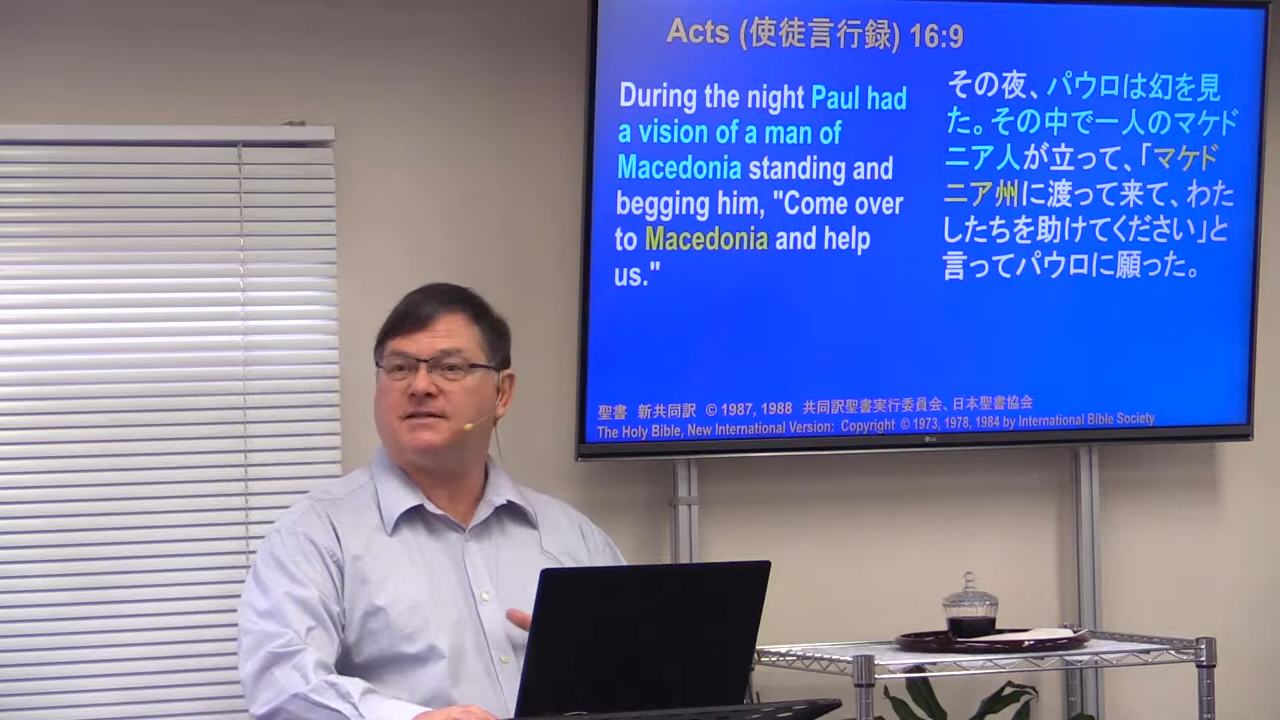 Acts (使徒言行録) 16:9
During the night Paul had
a vision of a man of
Macedonia standing and
begging him, "Come over
to Macedonia and help
us."
その夜、パウロは幻を見
た。その中で一人のマケド
ニア人が立って、「マケド
ニア州に渡って来て、わた
したちを助けてください」と
言ってパウロに願った。
聖書 新共同訳 © 1987, 1988 共同訳聖書実行委員会、日本聖書協会
The Holy Bible, New International Version: Copyright © 1973, 1978, 1984 by International Bible Society
LG